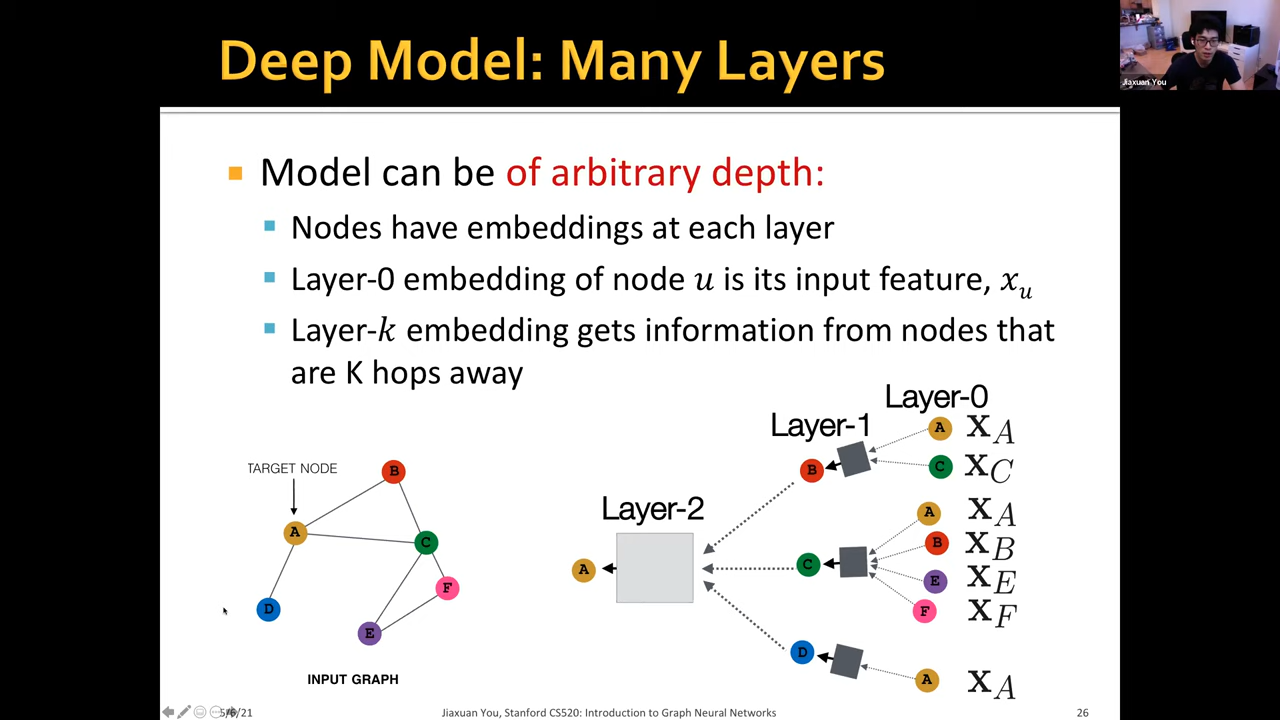 Deep Model: Many Layers
Jiaxuan You
Model can be of arbitrary depth:
Nodes have embeddings at each layer
Layer-0 embedding of node u is its input feature, x_u
Layer-k embedding gets information from nodes that
are K hops away
TARGET NODE
A
B
C
D
E
F
INPUT GRAPH
Layer-2
Layer-1
Layer-0
A
B
C
D
A X_A
C X_C
A X_A
B X_B
E X_E
F X_F
A X_A
5/6/21
Jiaxuan You, Stanford CS520: Introduction to Graph Neural Networks
26